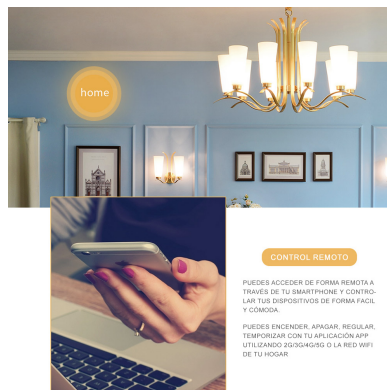 home
CONTROL REMOTO
PUEDES ACCEDER DE FORMA REMOTA A
TRAVÉS DE TU SMARTPHONE Y CONTRO-
LAR TUS DISPOSITIVOS DE FORMA FACIL
Y CÓMODA.
PUEDES ENCENDER, APAGAR, REGULAR,
TEMPORIZAR CON TU APLICACIÓN APP
UTILIZANDO 2G/3G/4G/5G O LA RED WIFI
DE TU HOGAR